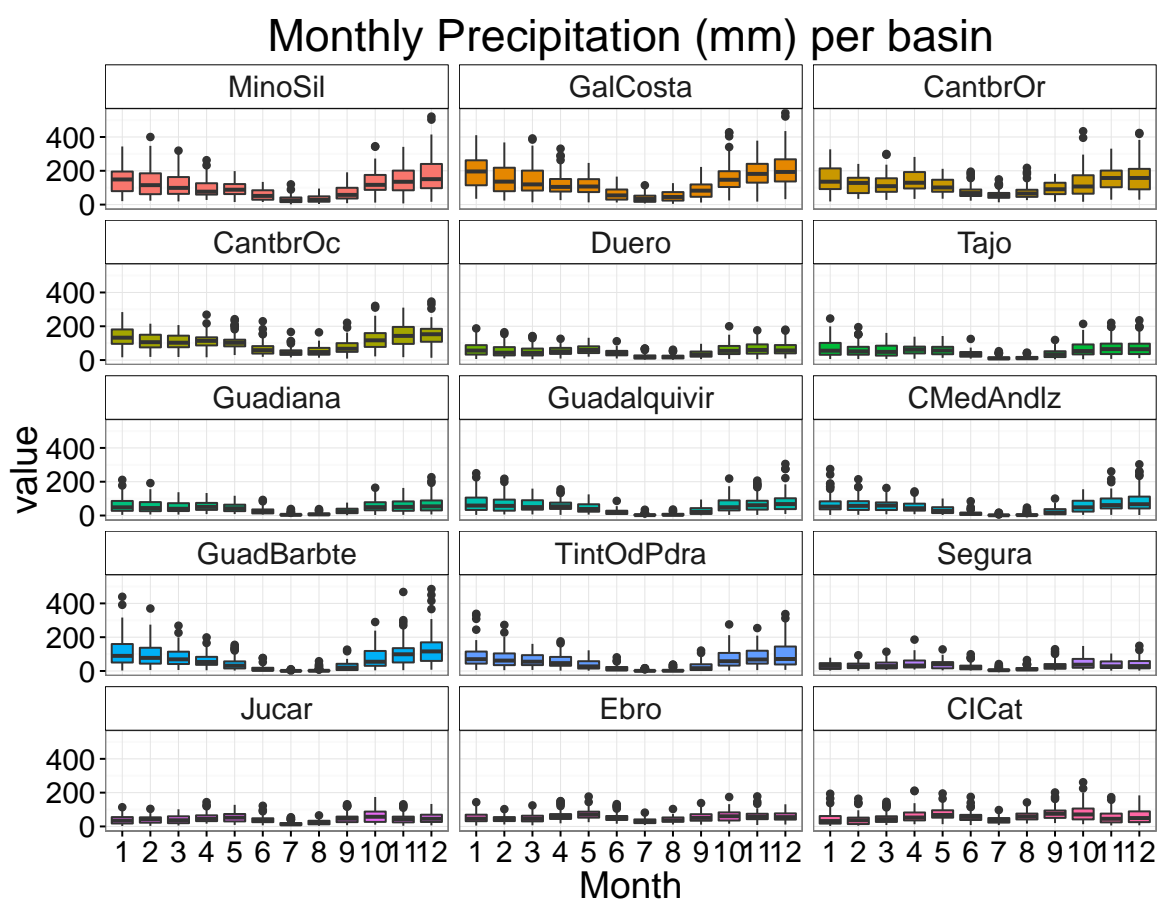 Monthly Precipitation (mm) per basin
MinoSil GalCosta CantbrOr
400
200
0
CantbrOc Duero Tajo
400
200
0
Guadiana Guadalquivir CMedAndlz
400
200
0
value
GuadBarbte TintOdPdra Segura
400
200
0
Jucar Ebro CICat
400
200
0
1 2 3 4 5 6 7 8 9 10 11 12 1 2 3 4 5 6 7 8 9 10 11 12 1 2 3 4 5 6 7 8 9 10 11 12
Month